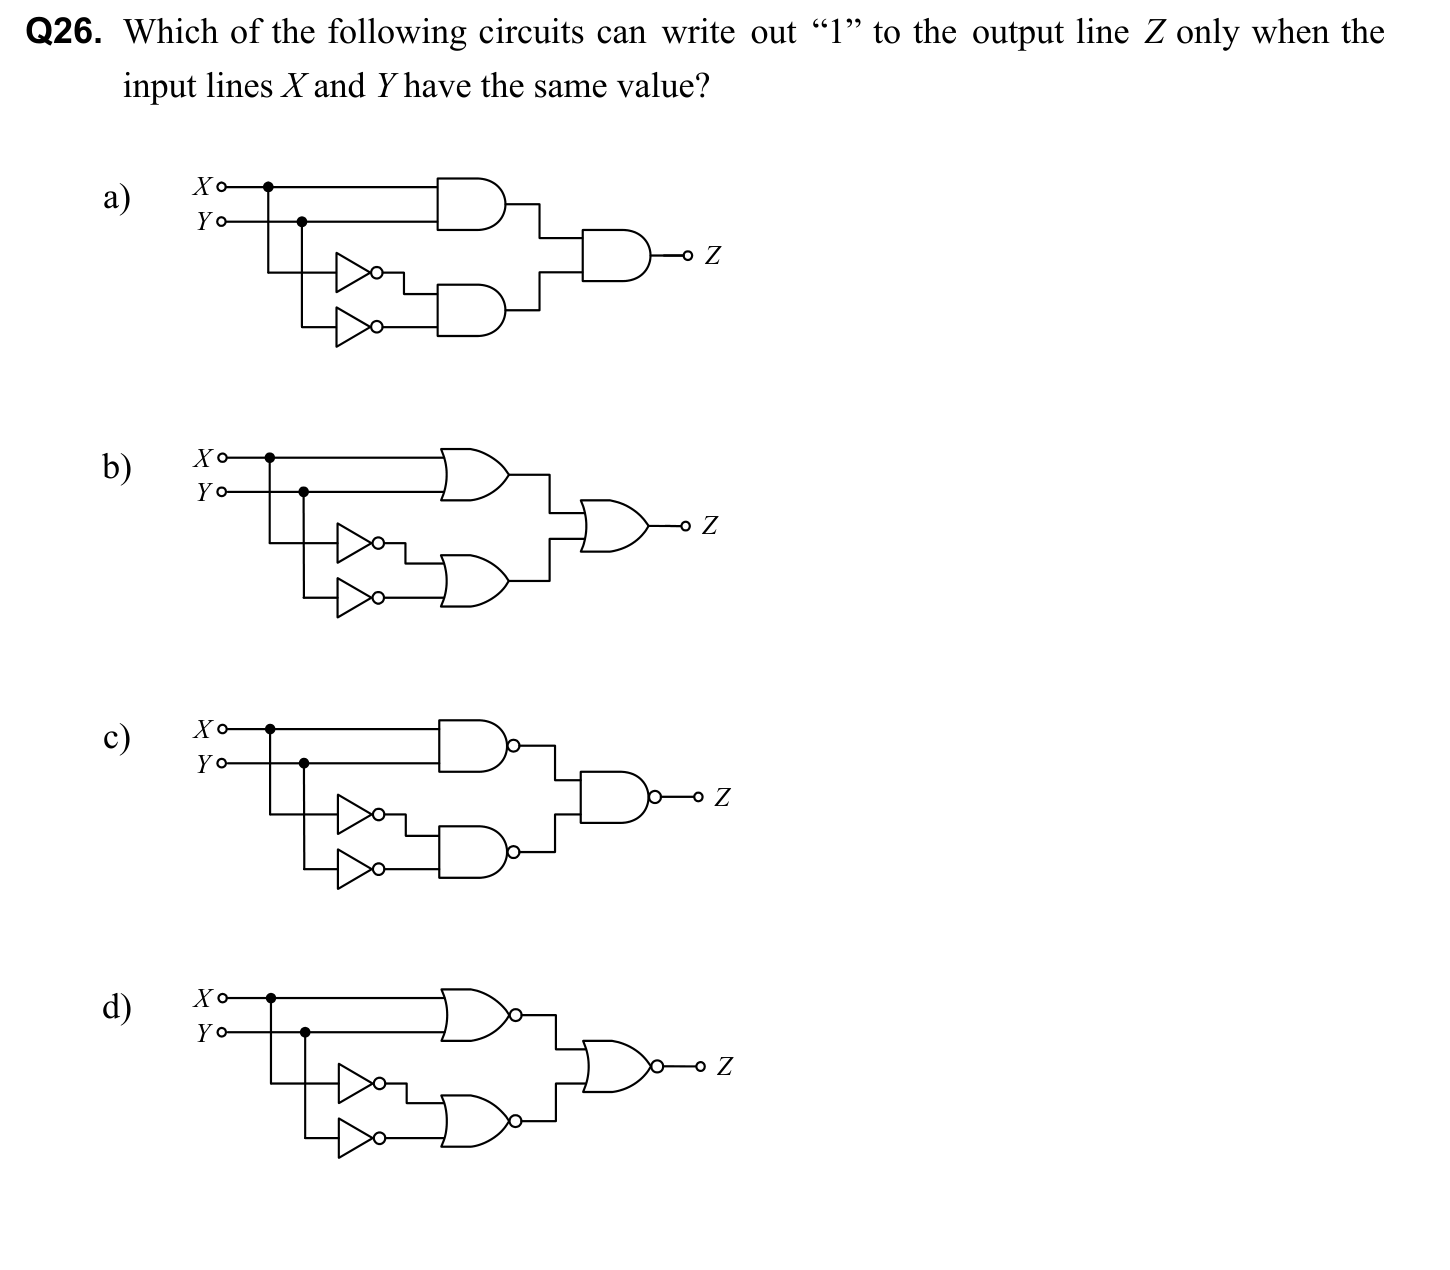 Q26. Which of the following circuits can write out “1” to the output line Z only when the
input lines X and Y have the same value?
a)
X
Y
Z
b)
X
Y
Z
c)
X
Y
Z
d)
X
Y
Z